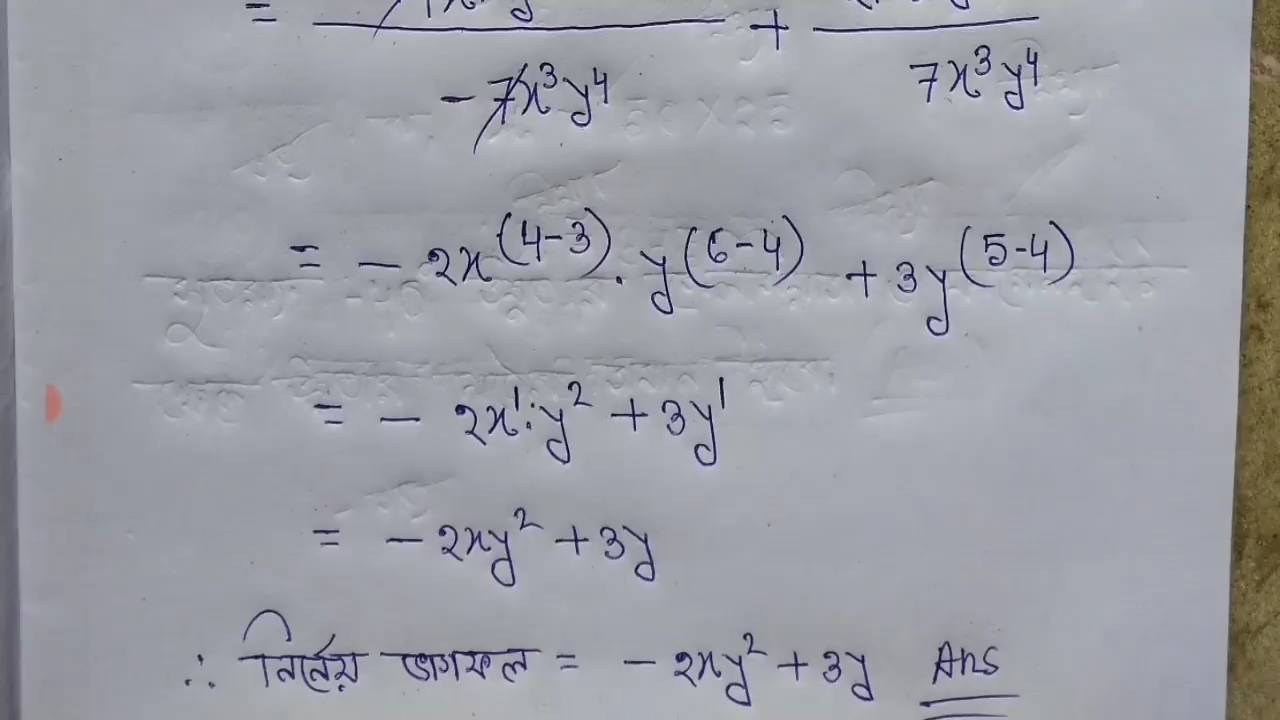 =  +
- 7x³y⁴  7x³y⁴
= - 2x⁽⁴⁻³⁾ . y⁽⁶⁻⁴⁾ + 3y⁽⁵⁻⁴⁾
= - 2x¹. y² + 3y¹
= - 2xy² + 3y
∴ নির্নেয় ভাগফল = - 2xy² + 3y Ans